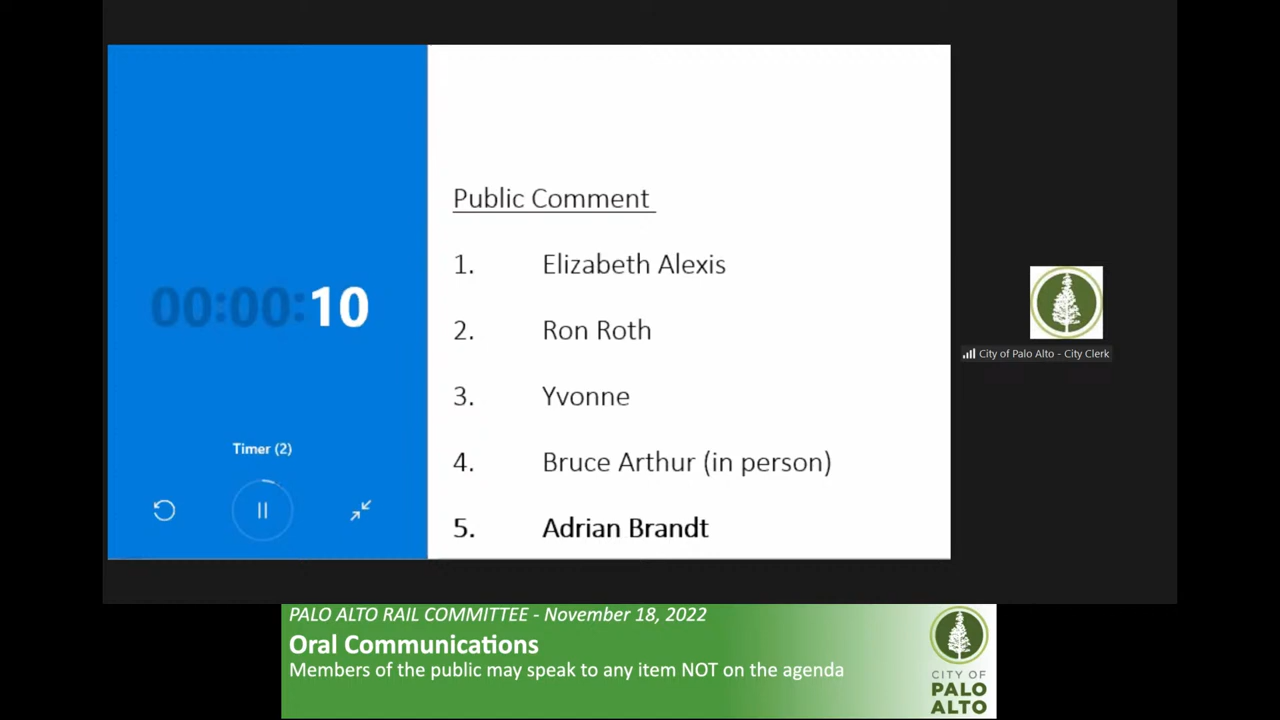 Public Comment
1. Elizabeth Alexis
2. Ron Roth
3. Yvonne
4. Bruce Arthur (in person)
5. Adrian Brandt
00:00:10
Timer (2)
City of Palo Alto - City Clerk
PALO ALTO RAIL COMMITTEE - November 18, 2022
Oral Communications
Members of the public may speak to any item NOT on the agenda
CITY OF
PALO
ALTO